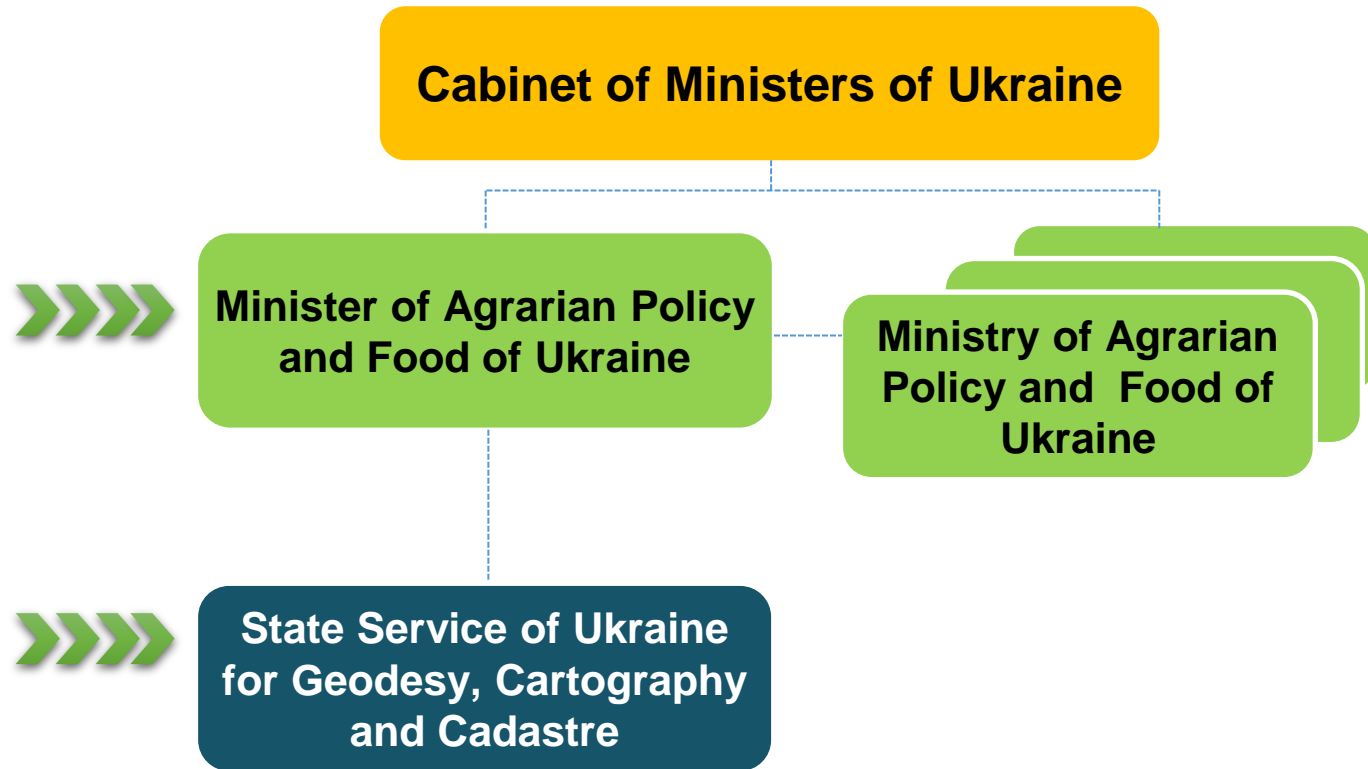 Cabinet of Ministers of Ukraine
Minister of Agrarian Policy
and Food of Ukraine
Ministry of Agrarian
Policy and  Food of
Ukraine
State Service of Ukraine
for Geodesy, Cartography
and Cadastre